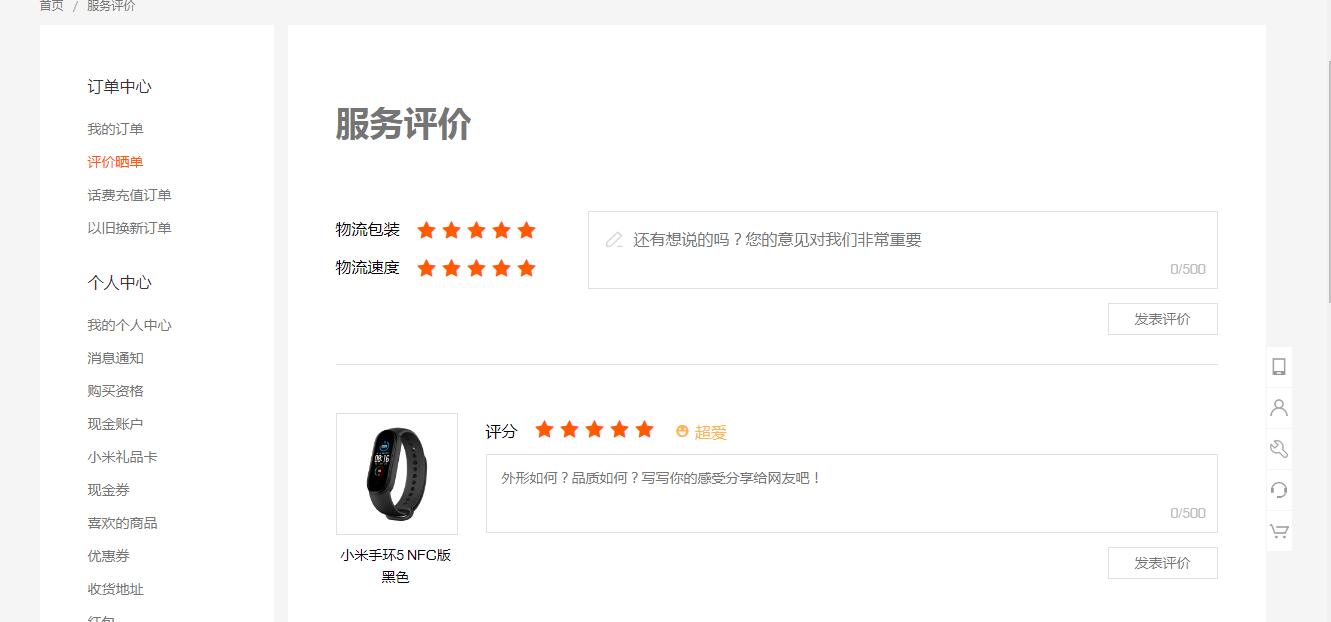 首页 / 服务评价
订单中心
我的订单
评价晒单
话费充值订单
以旧换新订单
个人中心
我的个人中心
消息通知
购买资格
现金账户
小米礼品卡
现金券
喜欢的商品
优惠券
收货地址
红包
服务评价
物流包装
物流速度
还有想说的吗？您的意见对我们非常重要
0/500
发表评价
08:16
小米手环5 NFC版
黑色
评分
超爱
外形如何？品质如何？写写你的感受分享给网友吧！
0/500
发表评价